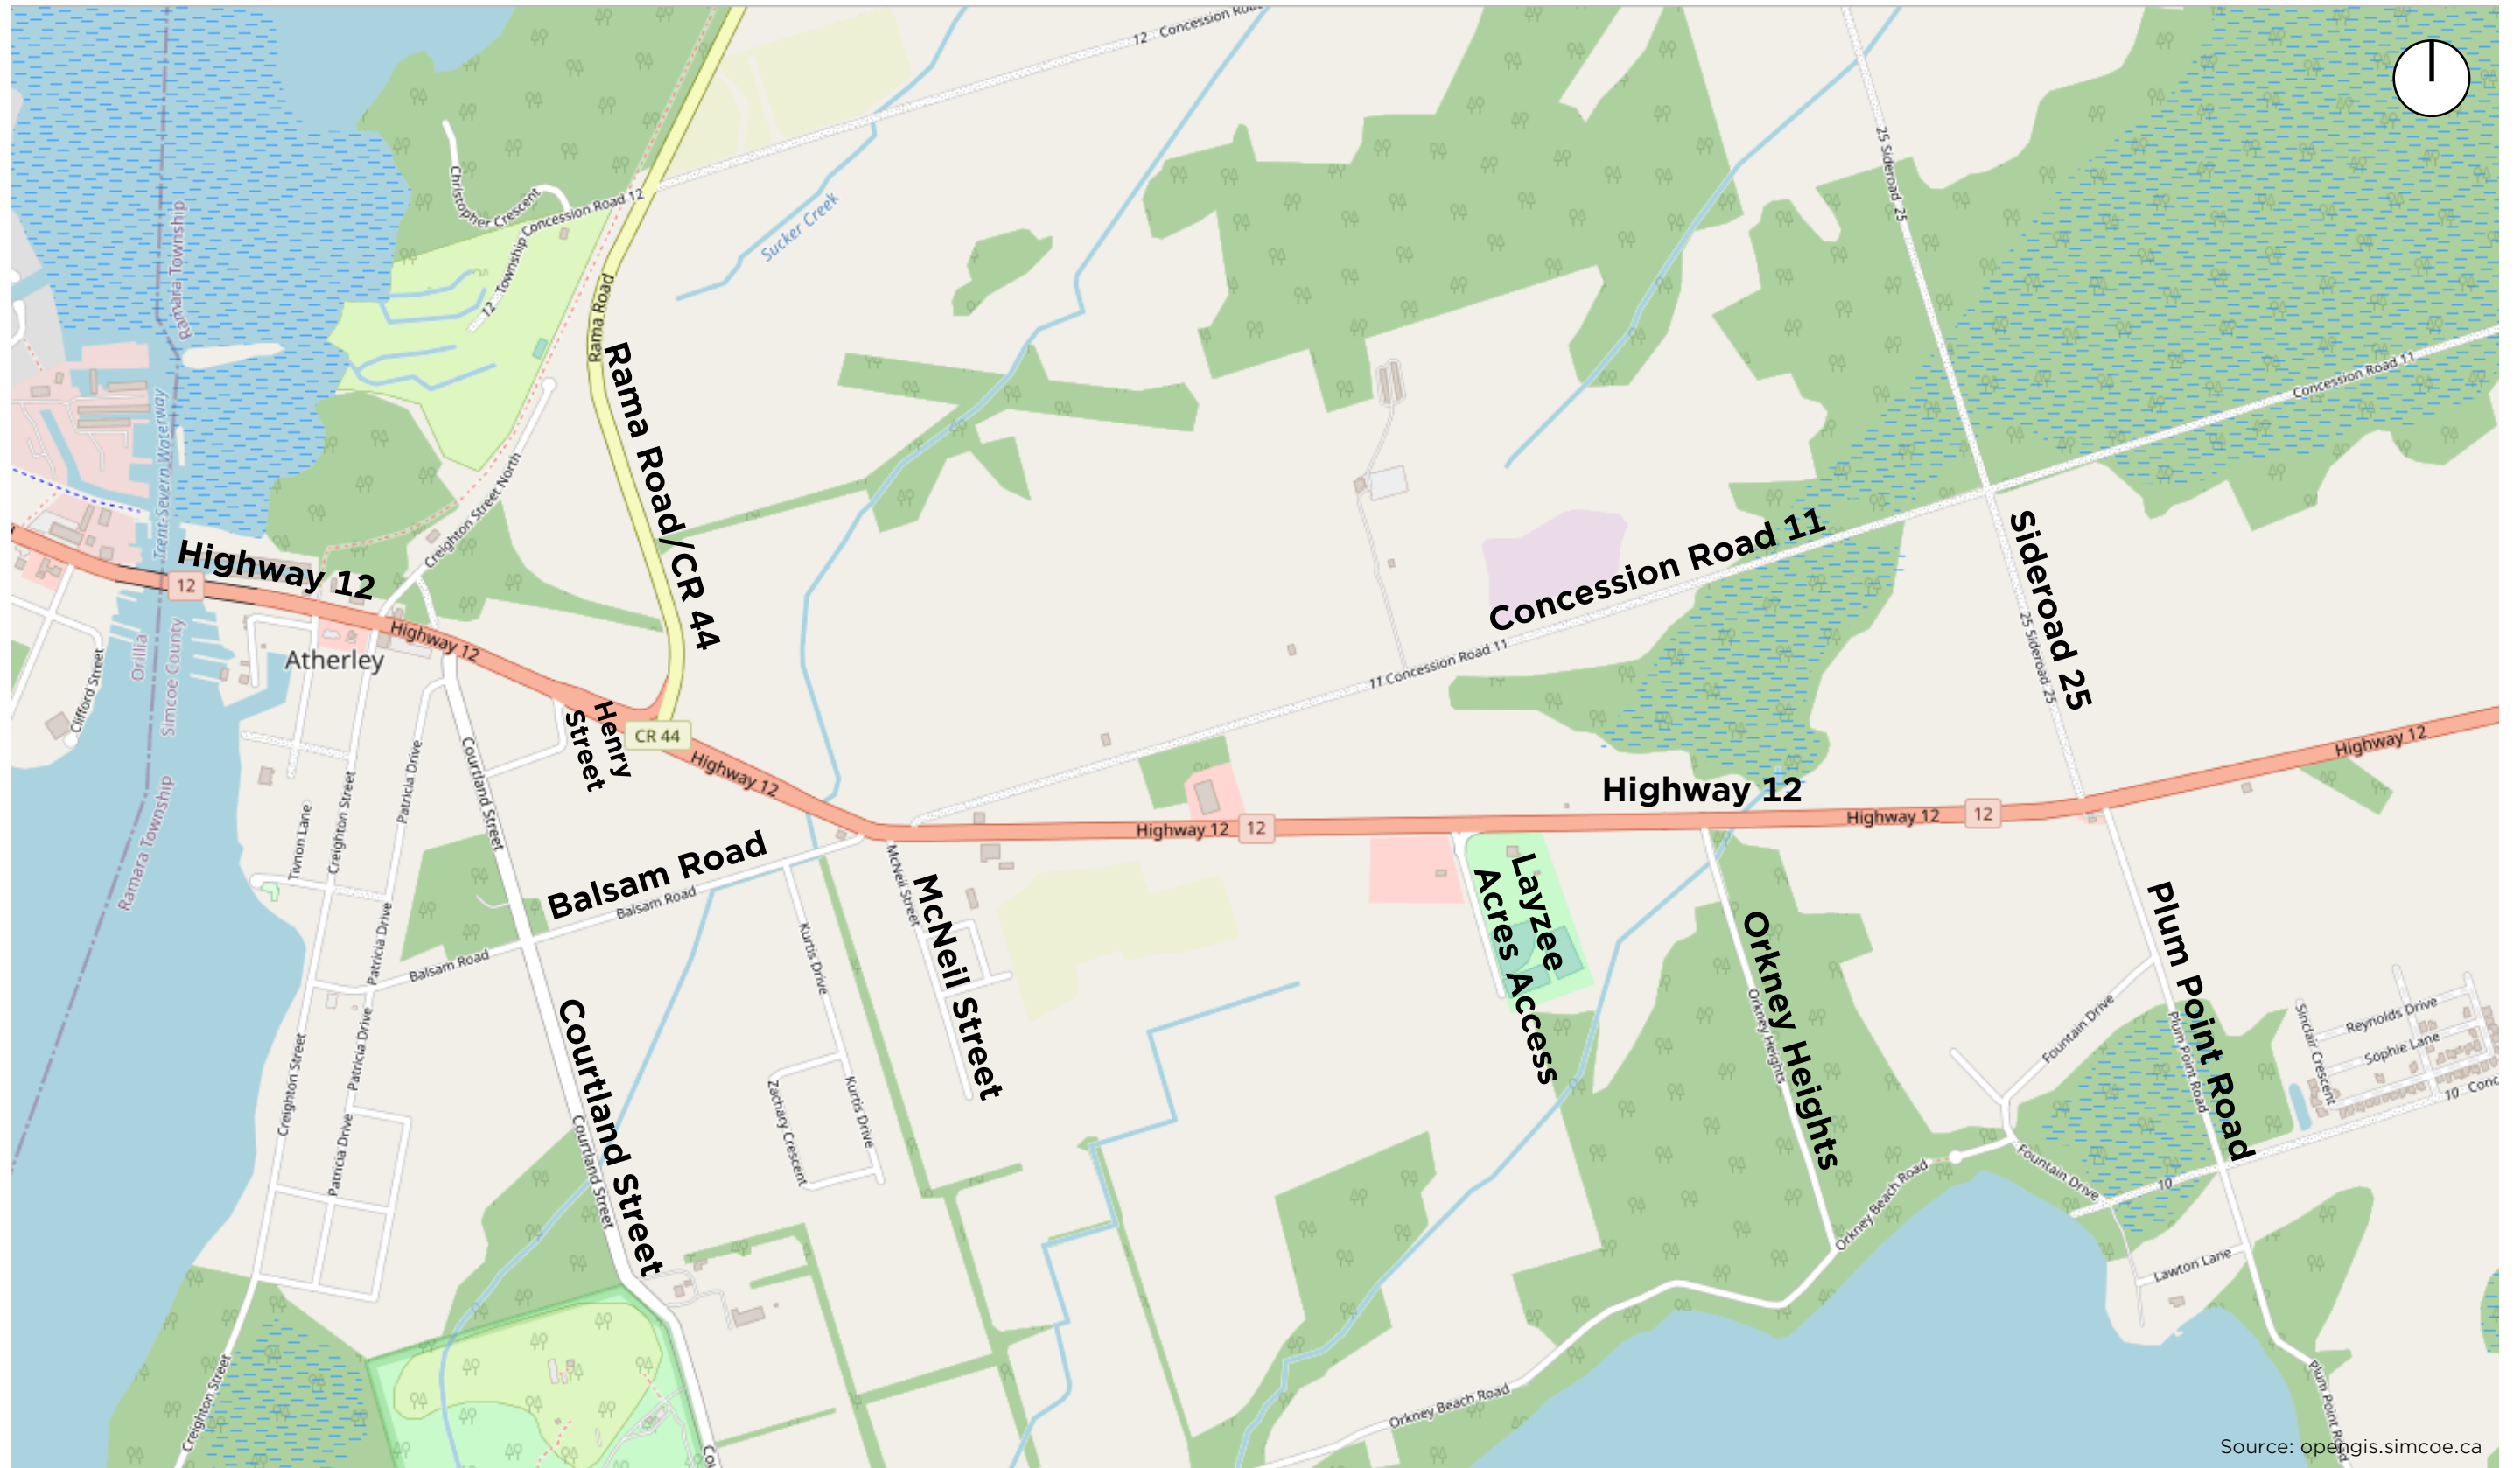 12 Concession Road
Christopher Crescent
12 Township Concession Road 12
Sucker Creek
25 Sideroad 25
Ramara Township
Rama Road
Rama Road/CR 44
Concession Road 11
Trent-Severn Waterway
Creighton Street North
Highway 12
12
Highway 12
Atherley
Orillia
Simcoe County
Clifford Street
Ramara Township
Henry
Street
CR 44
Highway 12
Concession Road 11
11 Concession Road 11
Sideroad 25
25 Sideroad 25
Highway 12
Highway 12
12
Highway 12
12
Highway 12
Courtland Street
Patricia Drive
Creighton Street
Tivnon Lane
Balsam Road
Balsam Road
Balsam Road
Patricia Drive
McNeil Street
McNeil Street
Kurtis Drive
Kurtis Drive
Zachary Crescent
Layzee
Acres Access
Orkney Heights
Orkney Heights
Plum Point Road
Plum Point Road
Fountain Drive
Fountain Drive
Sinclair Crescent
Reynolds Drive
Sophie Lane
10 Conc
10
Lawton Lane
Orkney Beach Road
Orkney Beach Road
Plum Point Road
Courtland Street
Courtland Street
Creighton Street
Patricia Drive
Patricia Drive
Creighton Street
Cou
Source: opengis.simcoe.ca